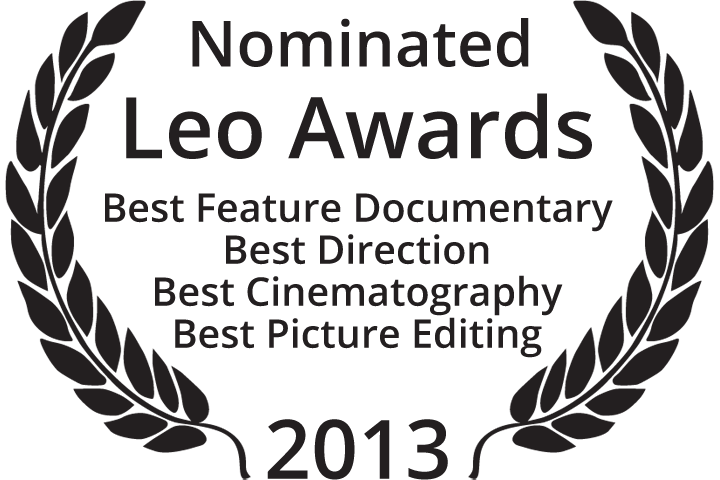 Nominated
Leo Awards
Best Feature Documentary
Best Direction
Best Cinematography
Best Picture Editing
2013